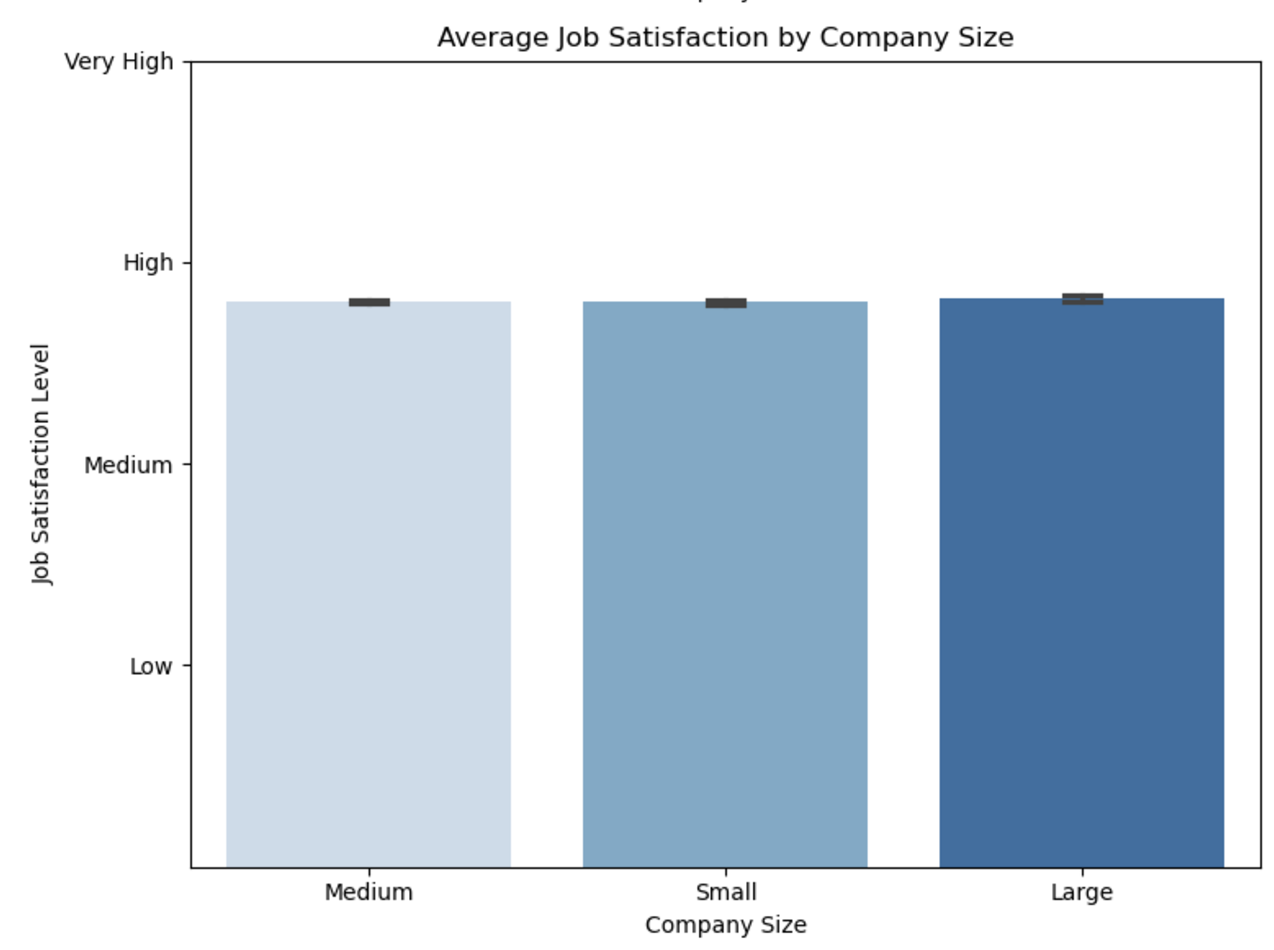 Average Job Satisfaction by Company Size
Very High
High
Medium
Low
Job Satisfaction Level
Medium
Small
Large
Company Size